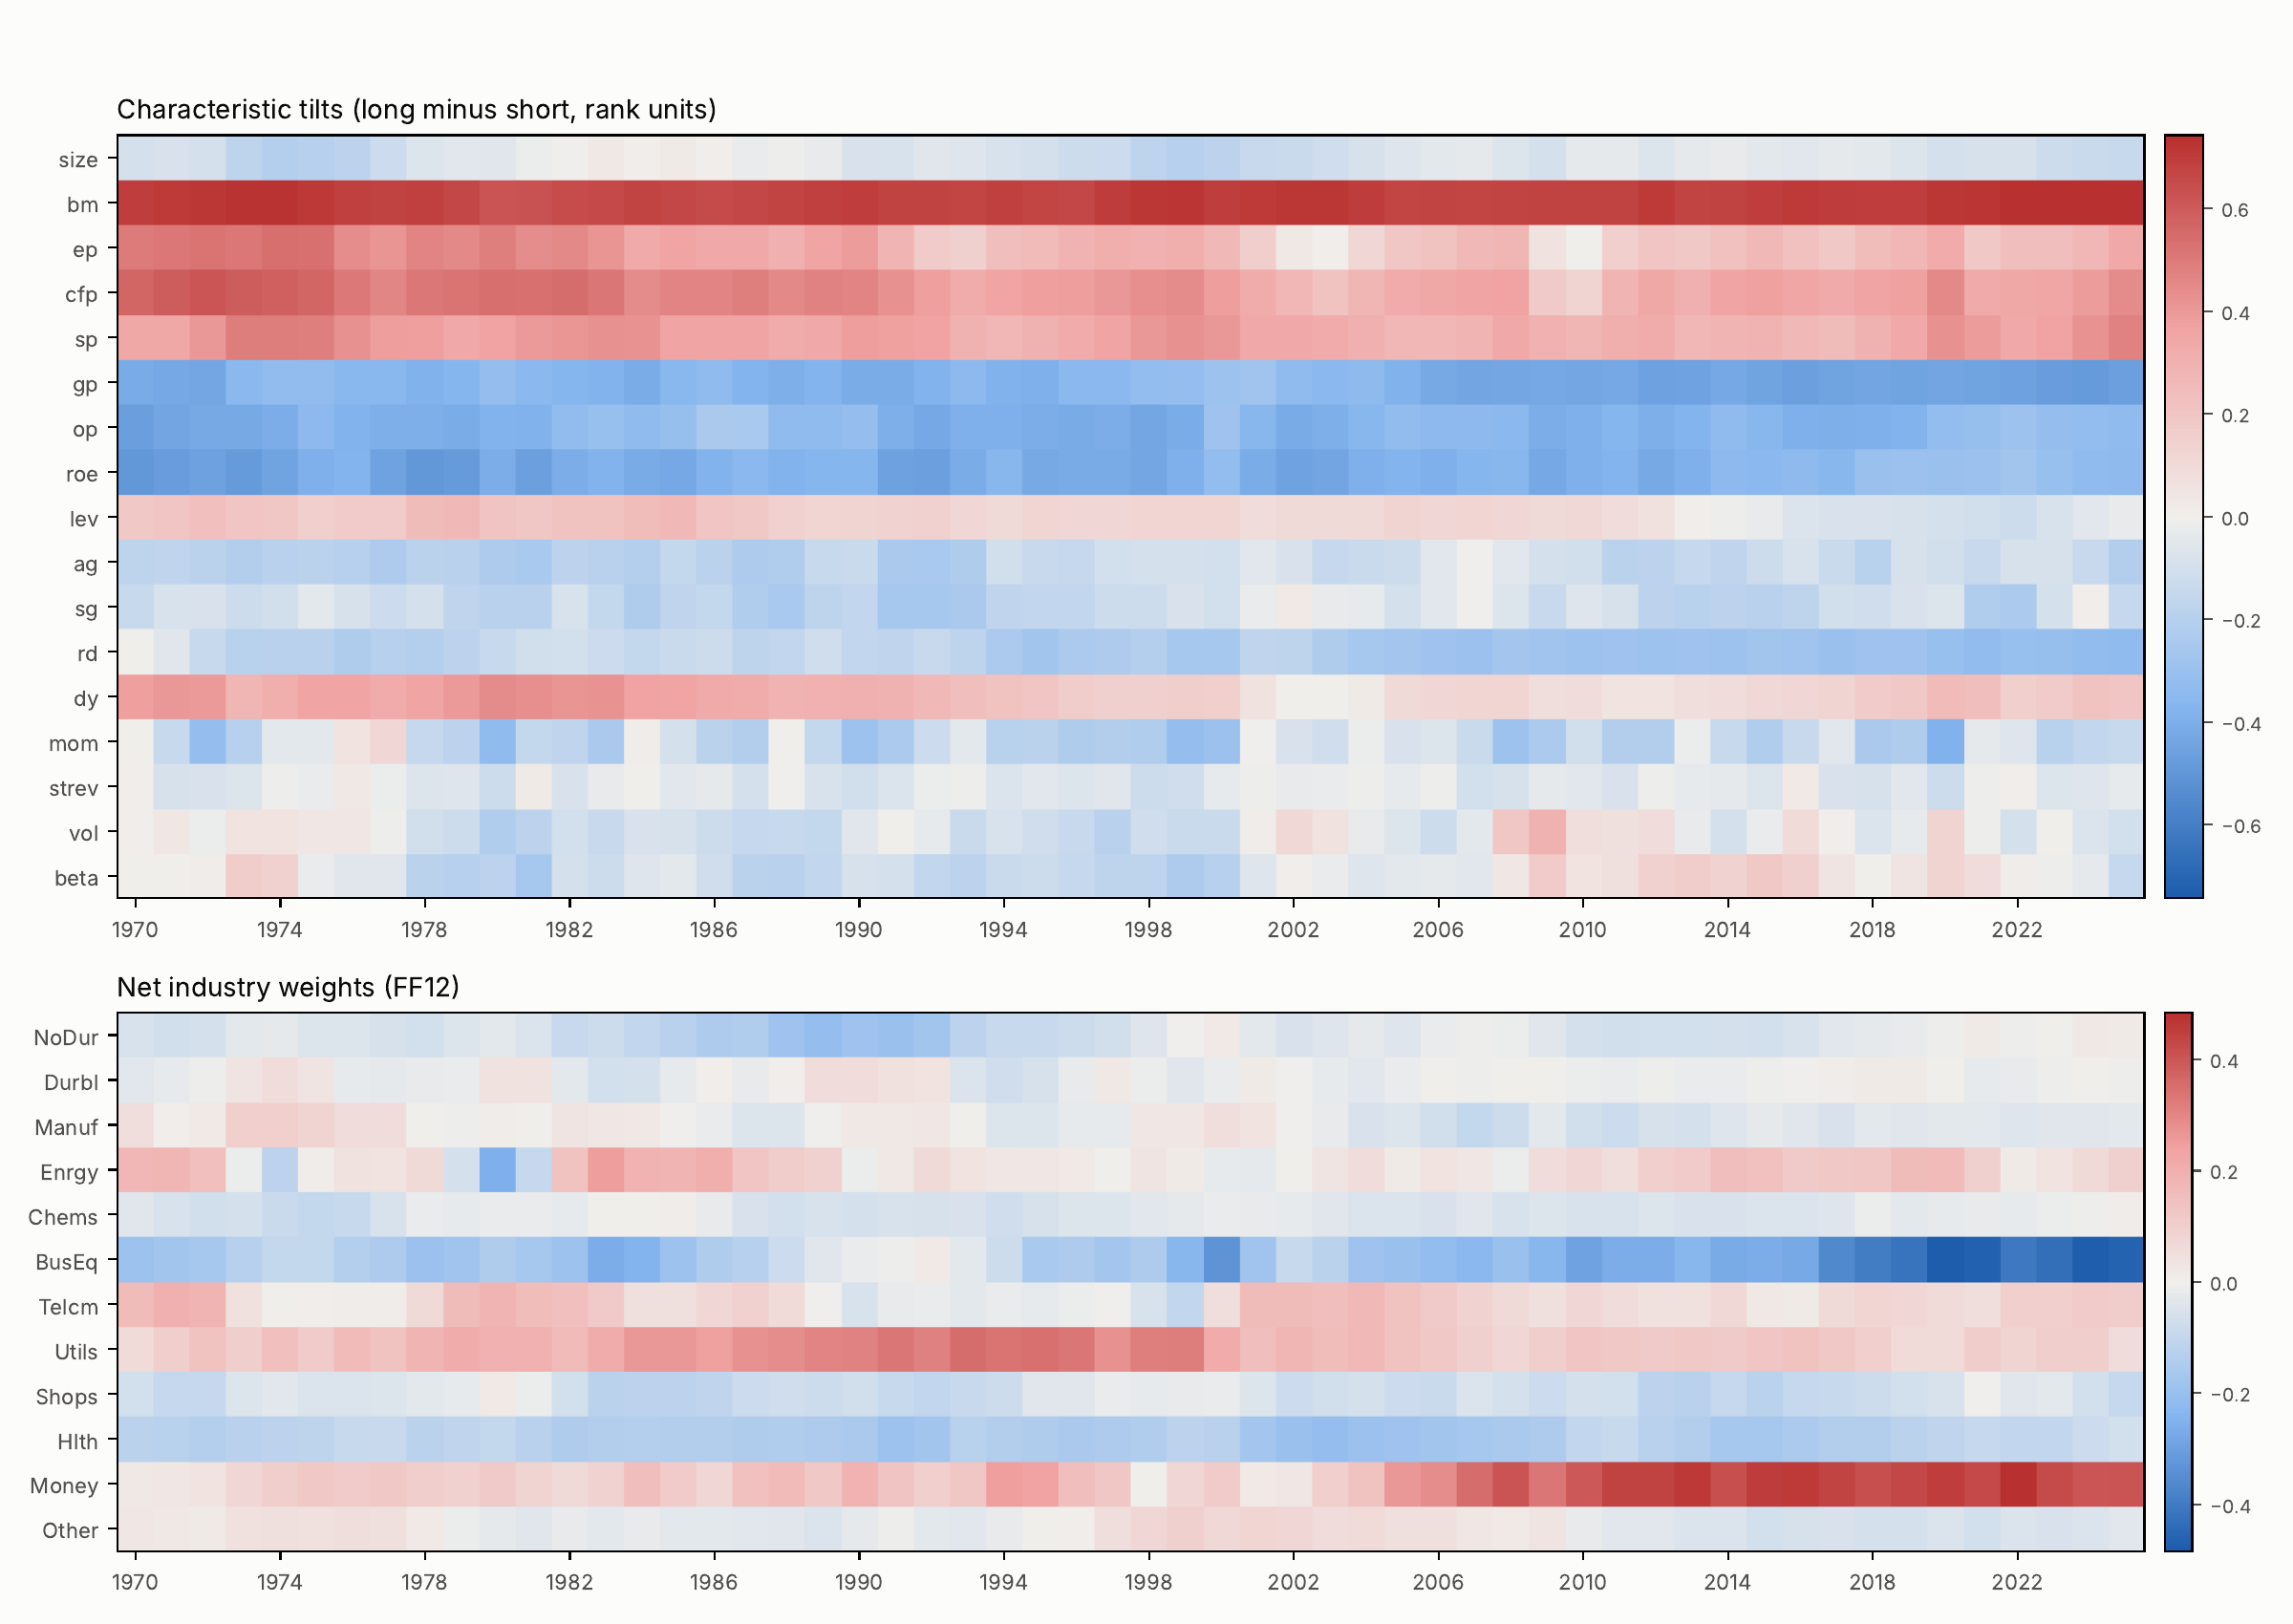 Characteristic tilts (long minus short, rank units)
size
bm
ep
cfp
sp
gp
op
roe
lev
ag
sg
rd
dy
mom
strev
vol
beta
1970 1974 1978 1982 1986 1990 1994 1998 2002 2006 2010 2014 2018 2022
0.6
0.4
0.2
0.0
−0.2
−0.4
−0.6
Net industry weights (FF12)
NoDur
Durbl
Manuf
Enrgy
Chems
BusEq
Telcm
Utils
Shops
Hlth
Money
Other
1970 1974 1978 1982 1986 1990 1994 1998 2002 2006 2010 2014 2018 2022
0.4
0.2
0.0
−0.2
−0.4